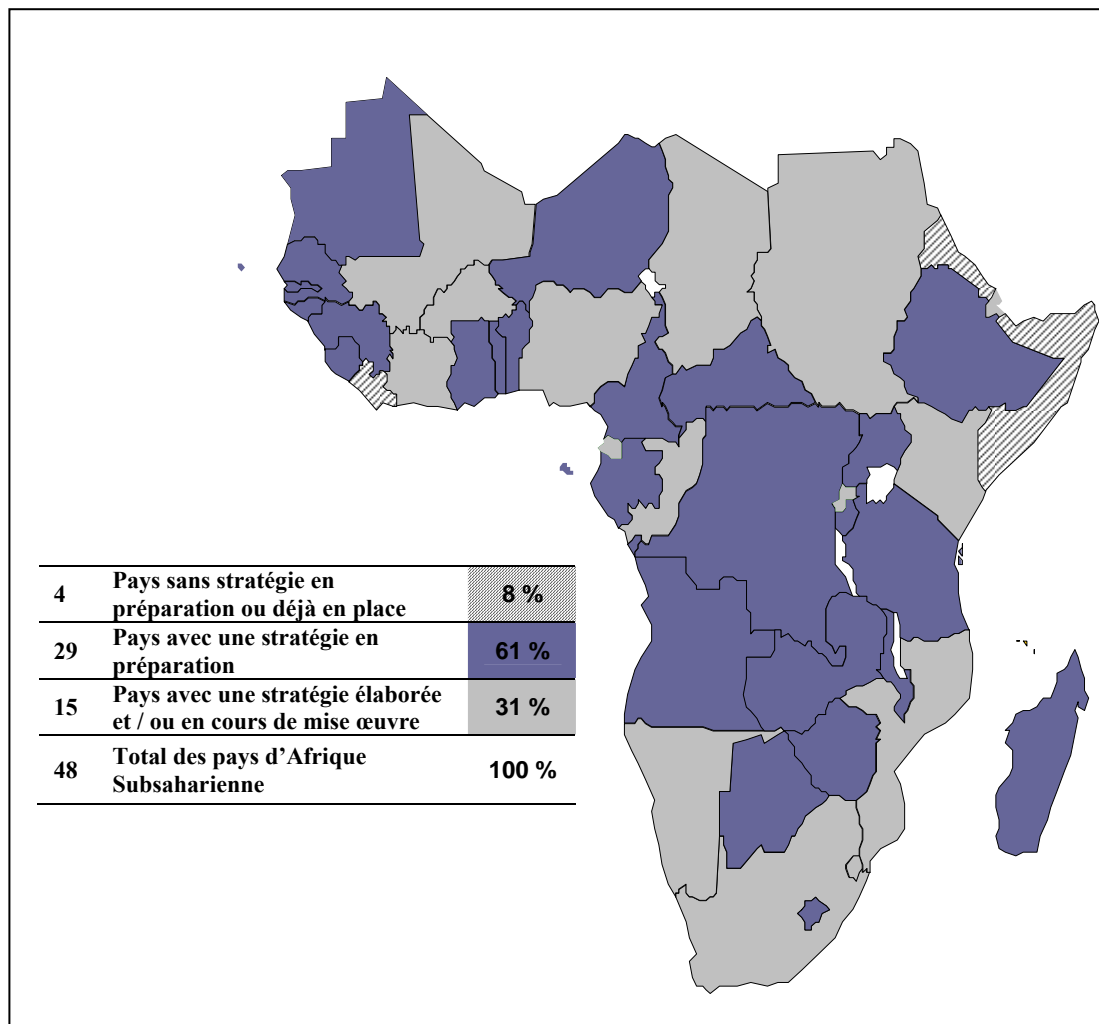 4 Pays sans stratégie en
préparation ou déjà en place 8 %
29 Pays avec une stratégie en
préparation 61 %
15 Pays avec une stratégie élaborée
et / ou en cours de mise œuvre 31 %
48 Total des pays d’Afrique
Subsaharienne 100 %